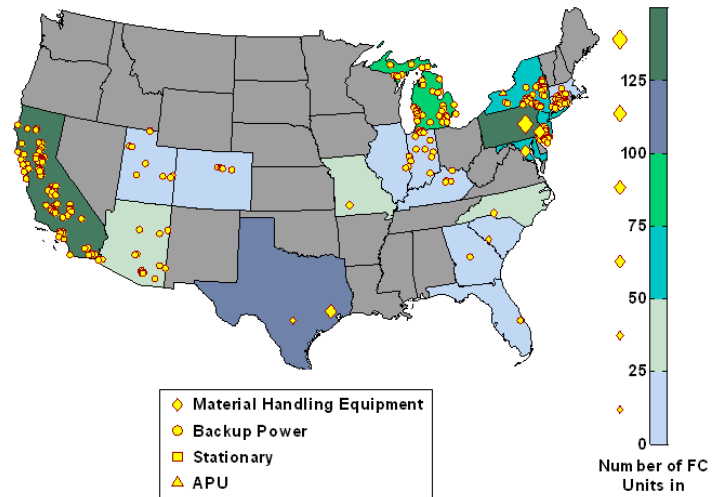 125
100
75
50
25
0
Number of FC
Units in
Material Handling Equipment
Backup Power
Stationary
APU